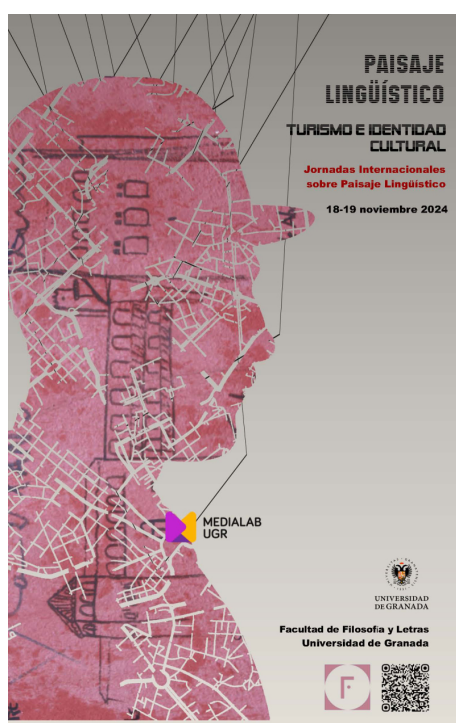 PAISAJE
LINGÜÍSTICO
TURISMO E IDENTIDAD
CULTURAL
Jornadas Internacionales
sobre Paisaje Lingüístico
18-19 noviembre 2024
MEDIALAB
UGR
UNIVERSIDAD
DE GRANADA
Facultad de Filosofía y Letras
Universidad de Granada
F